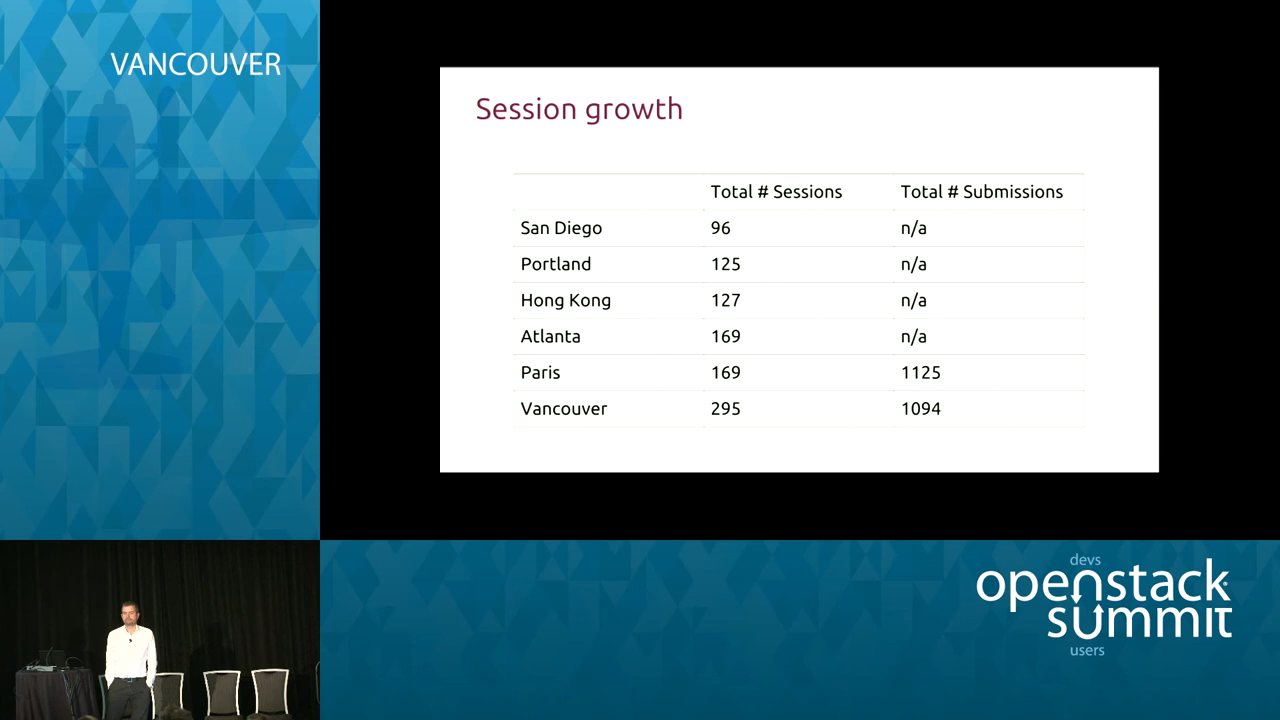 VANCOUVER
Session growth
Total # Sessions Total # Submissions
San Diego 96 n/a
Portland 125 n/a
Hong Kong 127 n/a
Atlanta 169 n/a
Paris 169 1125
Vancouver 295 1094
devs
openstack
summit
users